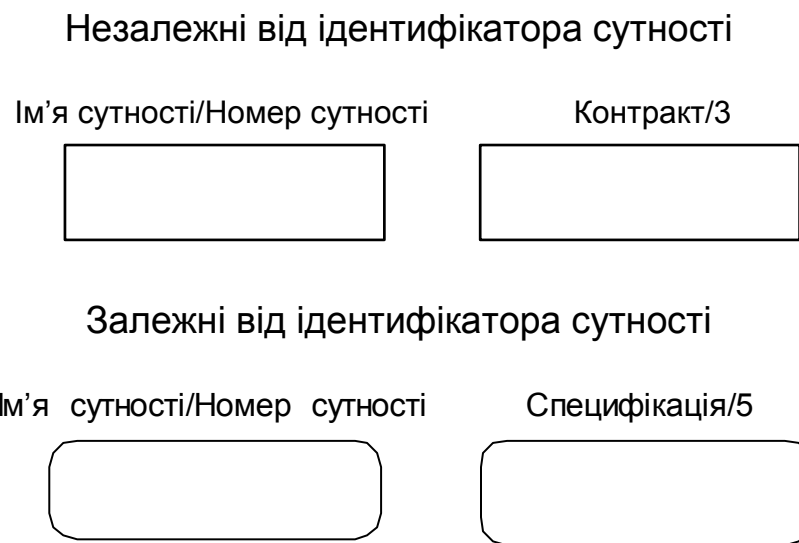 Незалежні від ідентифікатора сутності
Ім’я сутності/Номер сутності Контракт/3
Залежні від ідентифікатора сутності
Ім’я сутності/Номер сутності Специфікація/5